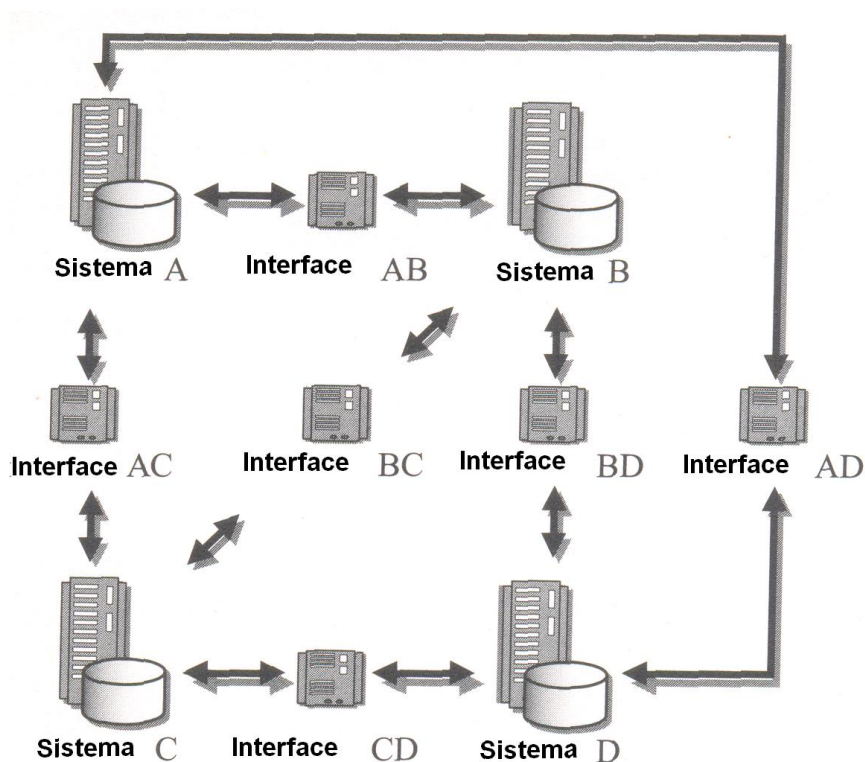 Sistema A
Interface AB
Sistema B
Interface AC
Interface BC
Interface BD
Interface AD
Sistema C
Interface CD
Sistema D